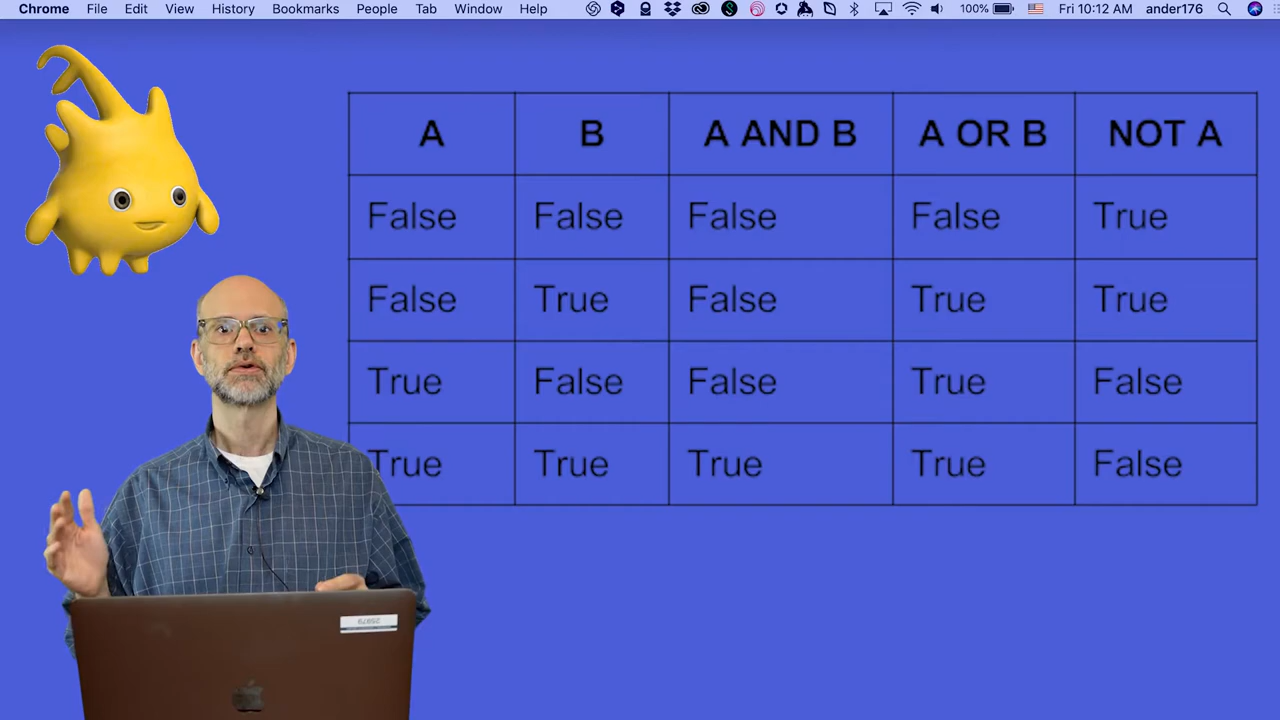 Chrome File Edit View History Bookmarks People Tab Window Help 100% Fri 10:12 AM ander176
A B A AND B A OR B NOT A
False False False False True
False True False True True
True False False True False
True True True True False
25979